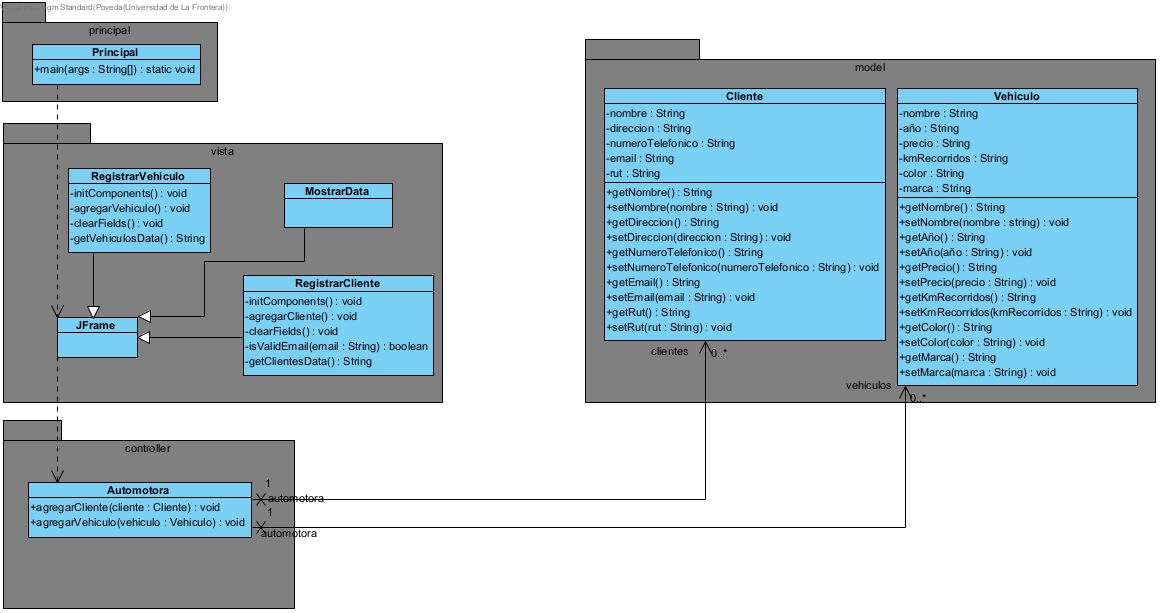 gm Standard(Poveda(Universidad de La Frontera))
principal
Principal
+main(args : String[]) : static void
vista
RegistrarVehiculo
-initComponents() : void
-agregarVehiculo() : void
-clearFields() : void
-getVehiculosData() : String
MostrarData
RegistrarCliente
-initComponents() : void
-agregarCliente() : void
-clearFields() : void
-isValidEmail(email : String) : boolean
-getClientesData() : String
JFrame
controller
Automotora
+agregarCliente(cliente : Cliente) : void
+agregarVehiculo(vehiculo : Vehiculo) : void
1
automotora
1
automotora
model
Cliente
-nombre : String
-direccion : String
-numeroTelefonico : String
-email : String
-rut : String
+getNombre() : String
+setNombre(nombre : String) : void
+getDireccion() : String
+setDireccion(direccion : String) : void
+getNumeroTelefonico() : String
+setNumeroTelefonico(numeroTelefonico : String) : void
+getEmail() : String
+setEmail(email : String) : void
+getRut() : String
+setRut(rut : String) : void
clientes 0..*
Vehiculo
-nombre : String
-año : String
-precio : String
-kmRecorridos : String
-color : String
-marca : String
+getNombre() : String
+setNombre(nombre : string) : void
+getAño() : String
+setAño(año : String) : void
+getPrecio() : String
+setPrecio(precio : String) : void
+getKmRecorridos() : String
+setKmRecorridos(kmRecorridos : String) : void
+getColor() : String
+setColor(color : String) : void
+getMarca() : String
+setMarca(marca : String) : void
vehiculos 0..*